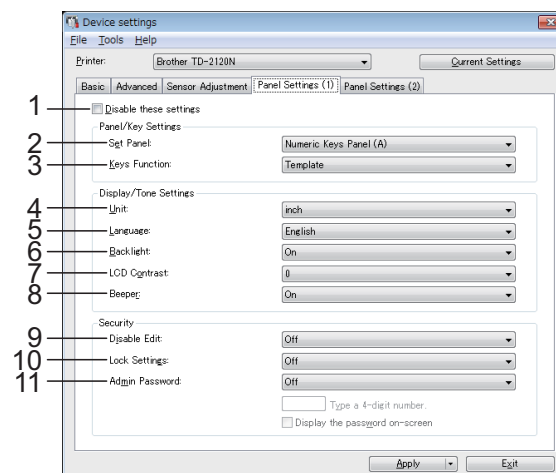 Device settings
File Tools Help
Printer: Brother TD-2120N Current Settings
Basic Advanced Sensor Adjustment Panel Settings (1) Panel Settings (2)
1 Disable these settings
Panel/Key Settings
2 Set Panel: Numeric Keys Panel (A)
3 Keys Function: Template
Display/Tone Settings
4 Unit: inch
5 Language: English
6 Backlight: On
7 LCD Contrast: 0
8 Beeper: On
Security
9 Disable Edit: Off
10 Lock Settings: Off
11 Admin Password: Off
Type a 4-digit number.
Display the password on-screen
Apply Exit